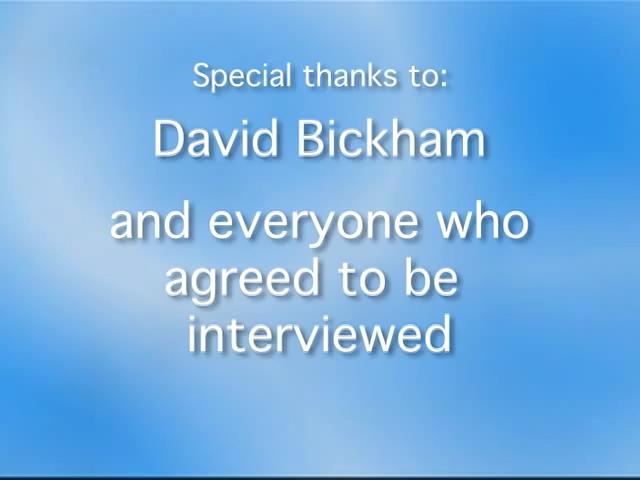 Special thanks to:
David Bickham
and everyone who
agreed to be
interviewed